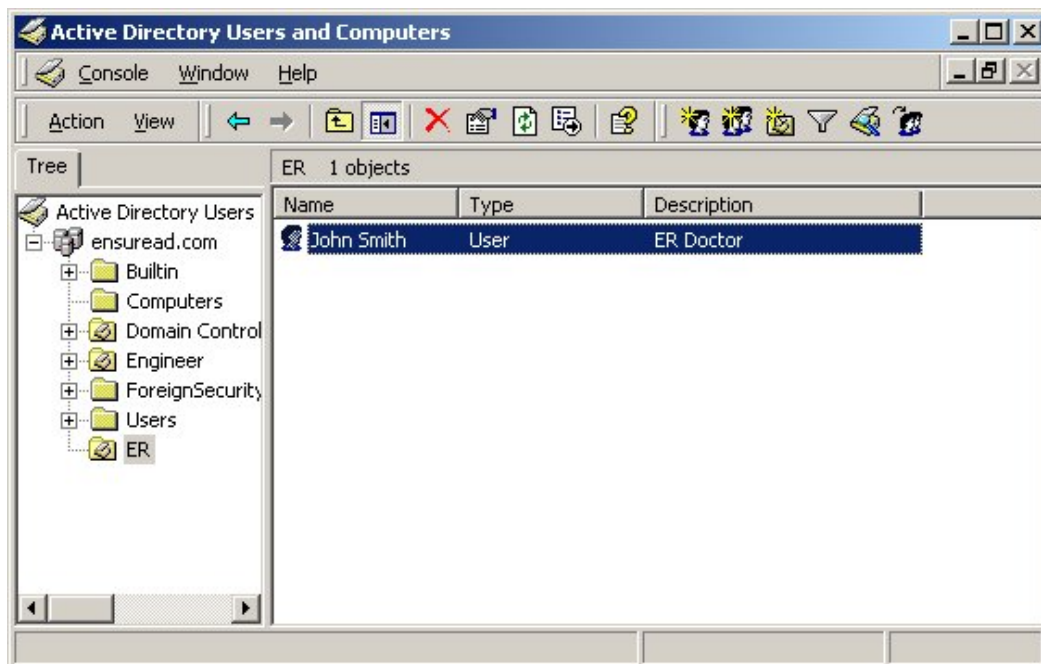 Active Directory Users and Computers
Console Window Help
Action View
Tree
ER 1 objects
Active Directory Users
ensuread.com
Builtin
Computers
Domain Control
Engineer
ForeignSecurity
Users
ER
Name Type Description
John Smith User ER Doctor